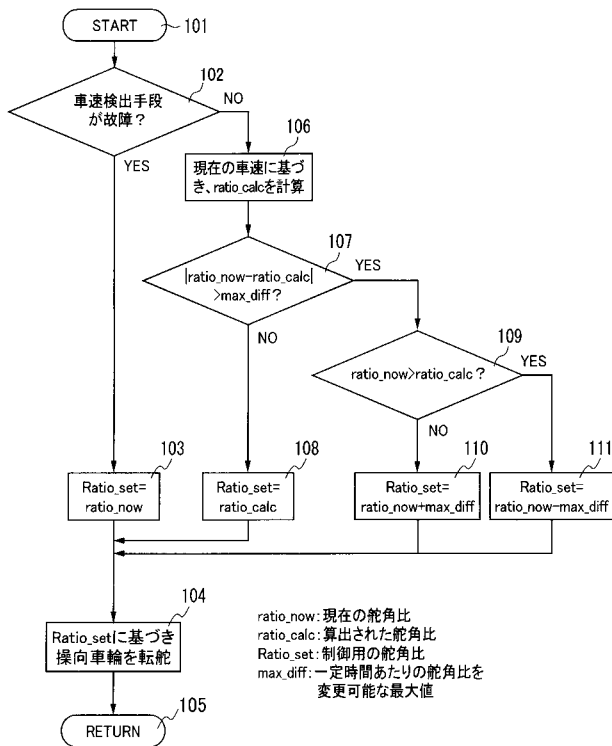 START
101
102
車速検出手段
が故障？
NO
YES
106
現在の車速に基づ
き、ratio_calcを計算
107
|ratio_now-ratio_calc|
>max_diff？
YES
NO
109
ratio_now>ratio_calc？
YES
NO
103
Ratio_set=
ratio_now
108
Ratio_set=
ratio_calc
110
Ratio_set=
ratio_now+max_diff
111
Ratio_set=
ratio_now-max_diff
104
Ratio_setに基づき
操向車輪を転舵
105
RETURN
ratio_now:現在の舵角比
ratio_calc:算出された舵角比
Ratio_set:制御用の舵角比
max_diff:一定時間あたりの舵角比を
変更可能な最大値